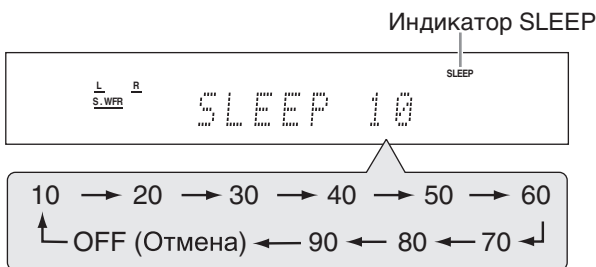 Индикатор SLEEP
SLEEP
L R
S.WFR
SLEEP 10
10 → 20 → 30 → 40 → 50 → 60
OFF (Отмена) ← 90 ← 80 ← 70